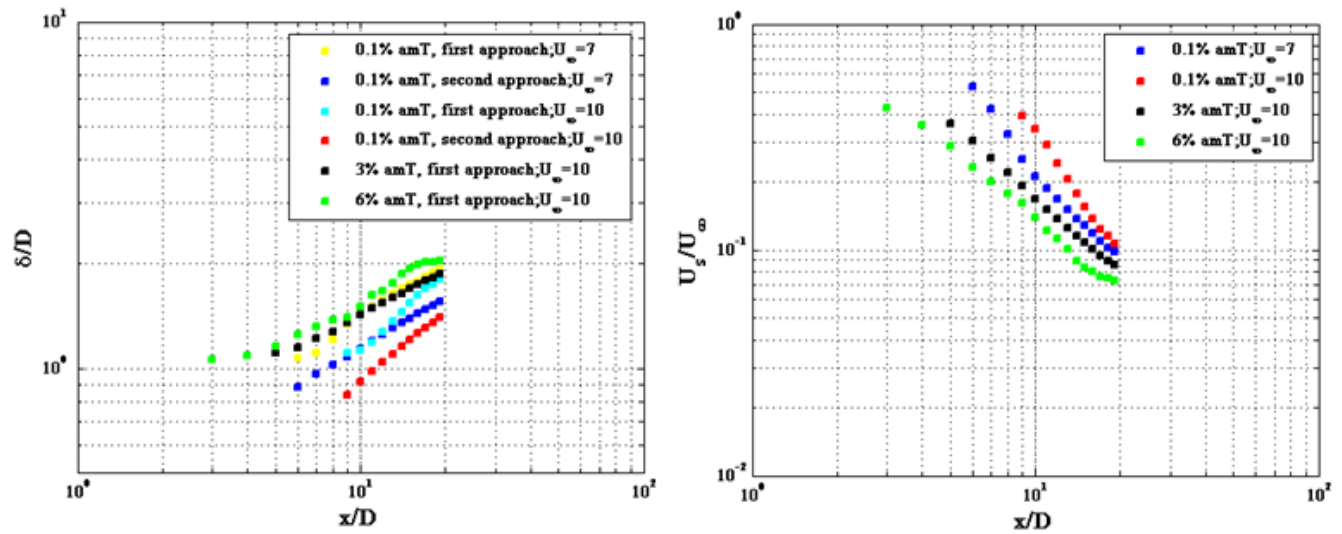 10¹
0.1% amT, first approach;U∞=7
0.1% amT, second approach;U∞=7
0.1% amT, first approach;U∞=10
0.1% amT, second approach;U∞=10
3% amT, first approach;U∞=10
6% amT, first approach;U∞=10
δ/D
10⁰
10⁰
10¹
10²
x/D
10⁰
0.1% amT;U∞=7
0.1% amT;U∞=10
3% amT;U∞=10
6% amT;U∞=10
Uₛ/U∞
10⁻¹
10⁻²
10⁰
10¹
10²
x/D